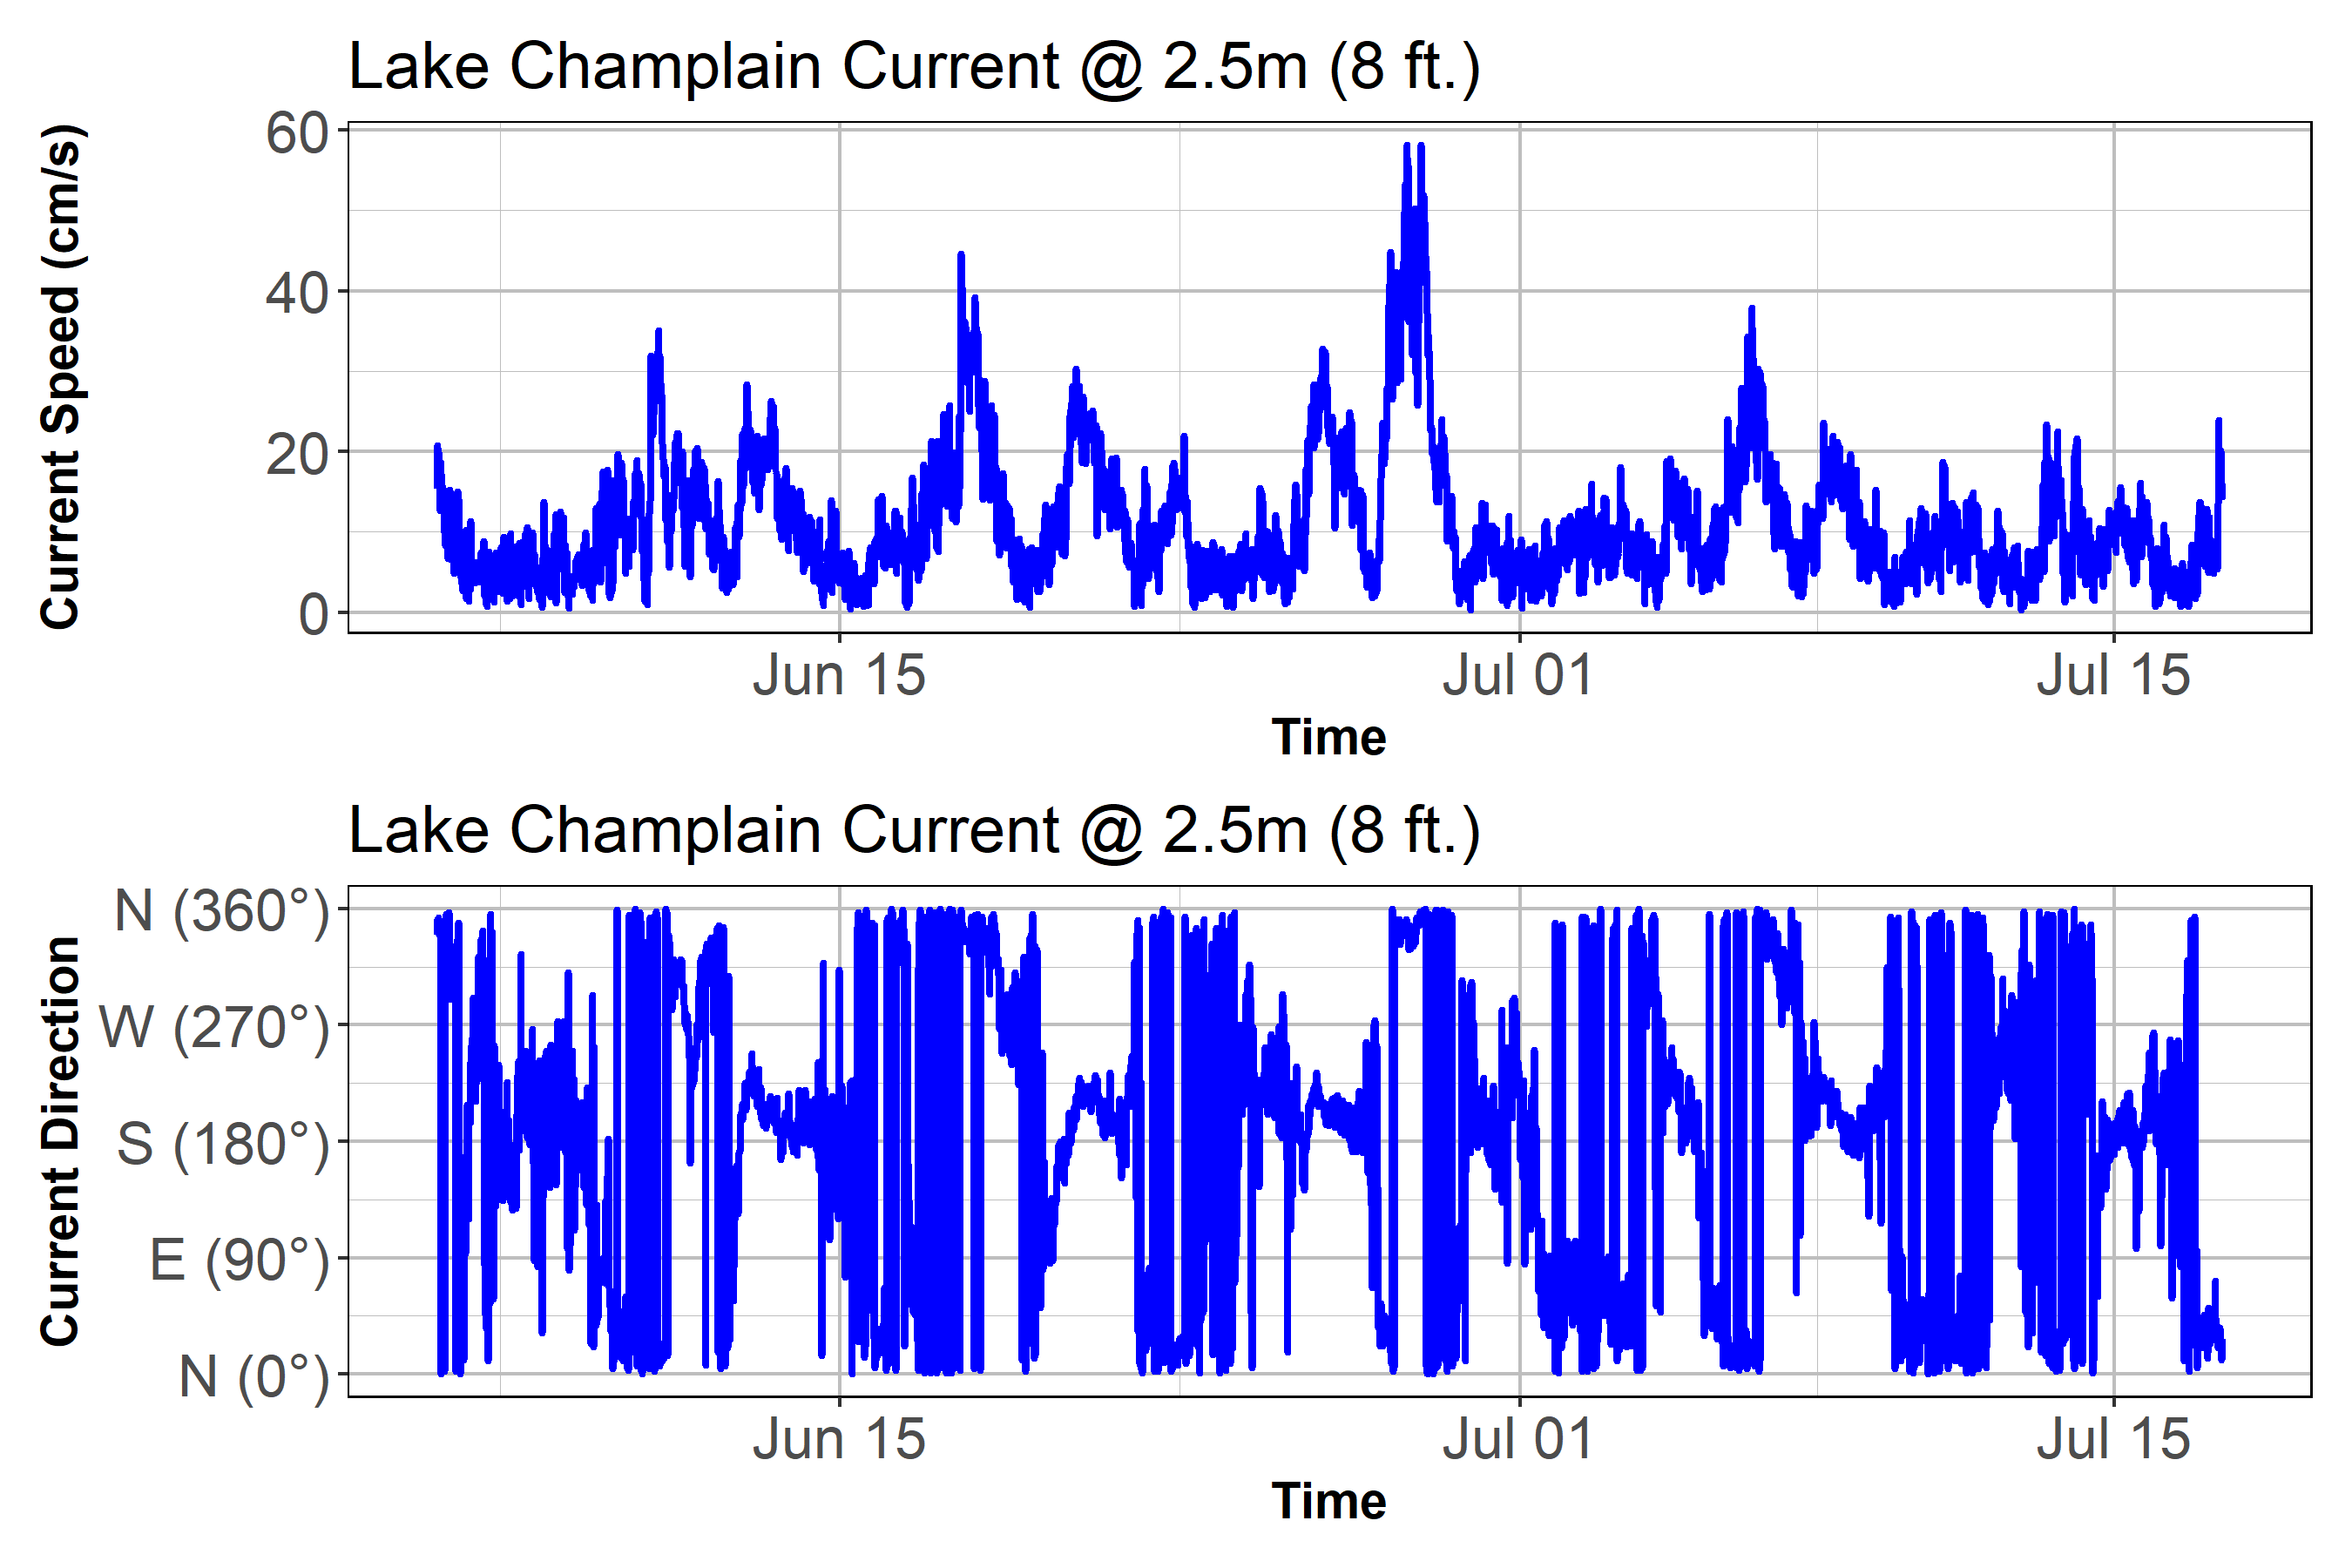 Lake Champlain Current @ 2.5m (8 ft.)
Current Speed (cm/s)
60
40
20
0
Jun 15 Jul 01 Jul 15
Time
Lake Champlain Current @ 2.5m (8 ft.)
Current Direction
N (360°)
W (270°)
S (180°)
E (90°)
N (0°)
Jun 15 Jul 01 Jul 15
Time